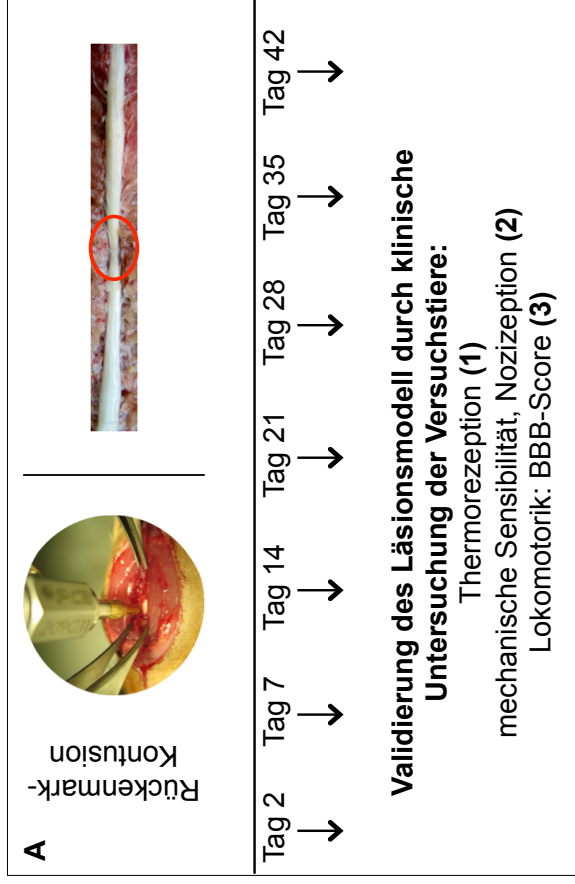 A
Rückenmark-
Kontusion
Tag 2
Tag 7
Tag 14
Tag 21
Tag 28
Tag 35
Tag 42
Validierung des Läsionsmodell durch klinische
Untersuchung der Versuchstiere:
Thermorezeption (1)
mechanische Sensibilität, Nozizeption (2)
Lokomotorik: BBB-Score (3)